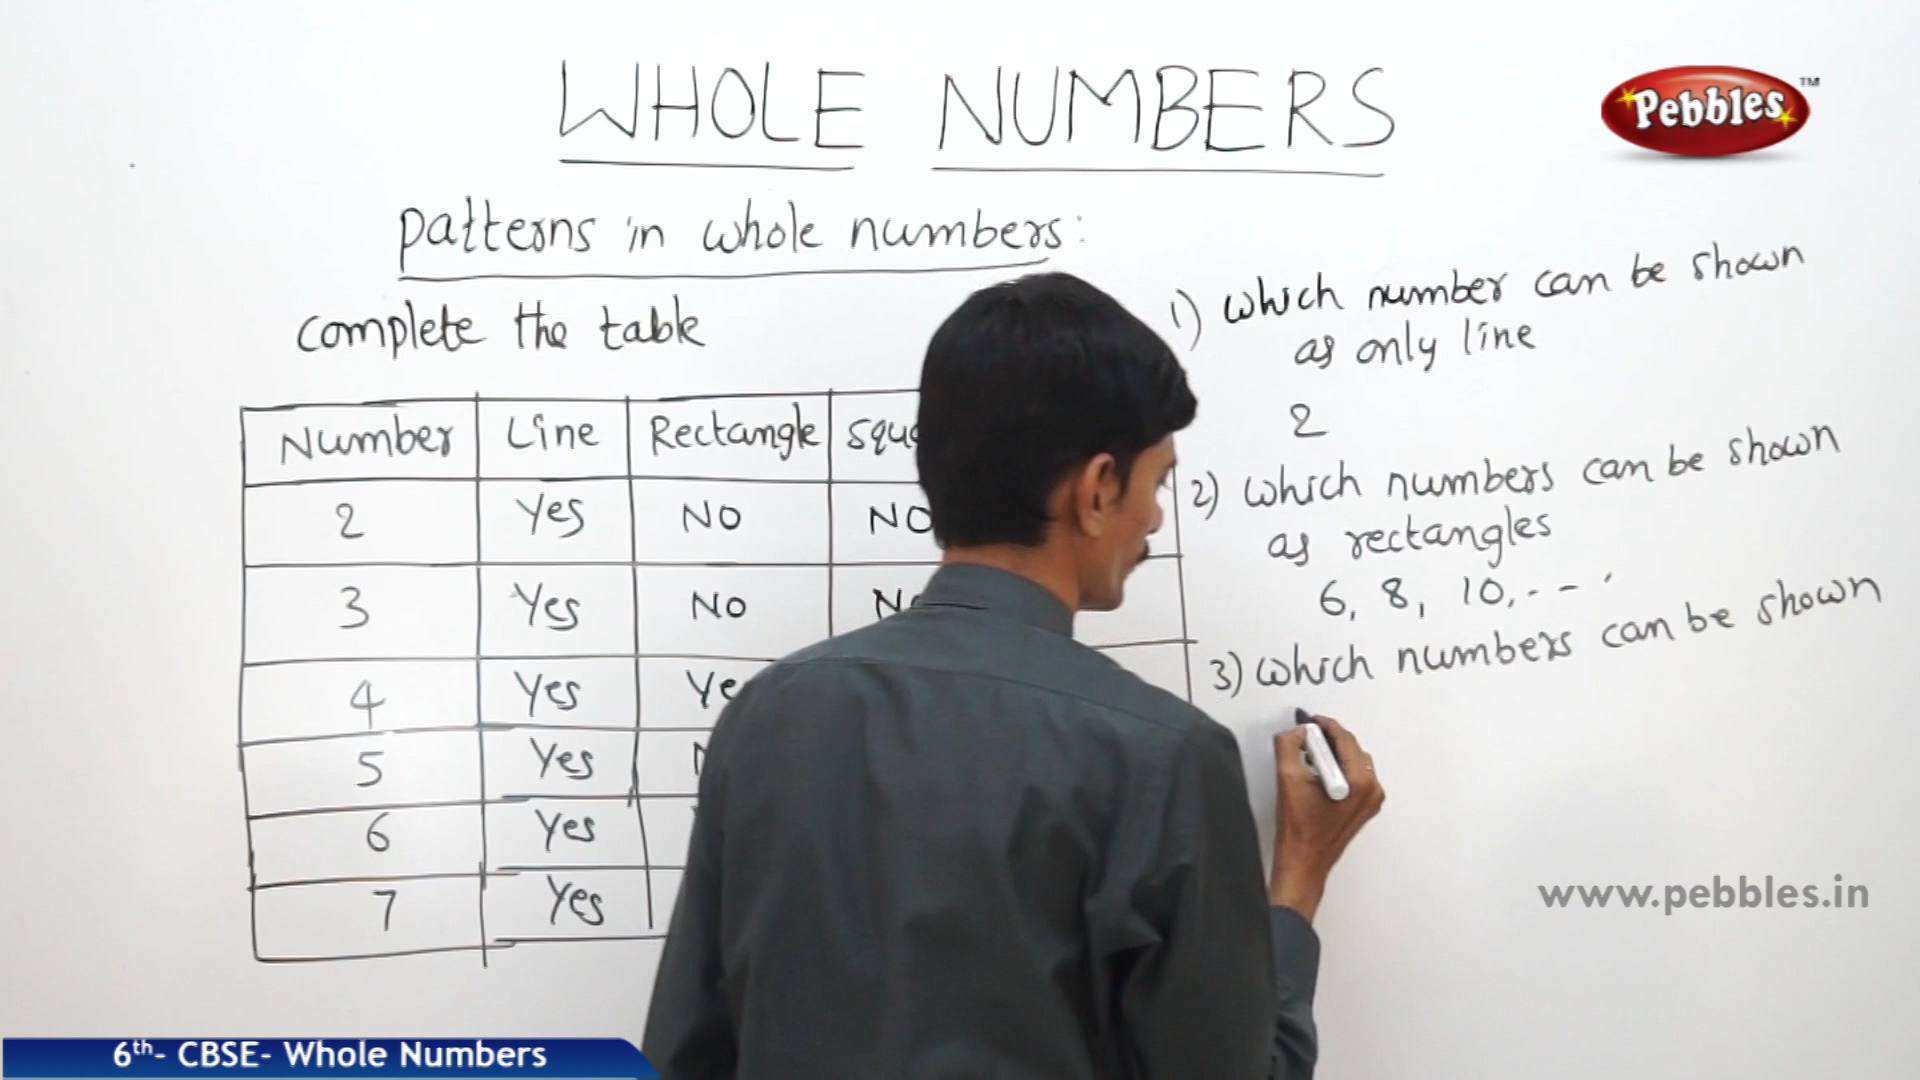 WHOLE NUMBERS
Pebbles™
Patterns in whole numbers:
complete the table
Number Line Rectangle
2 Yes NO NO
3 Yes No
4 Yes
5 Yes
6 Yes
7 Yes
1) which number can be shown
as only line
2
2) which numbers can be shown
as rectangles
6, 8, 10, - - '
3) which numbers can be shown
www.pebbles.in
6th- CBSE- Whole Numbers